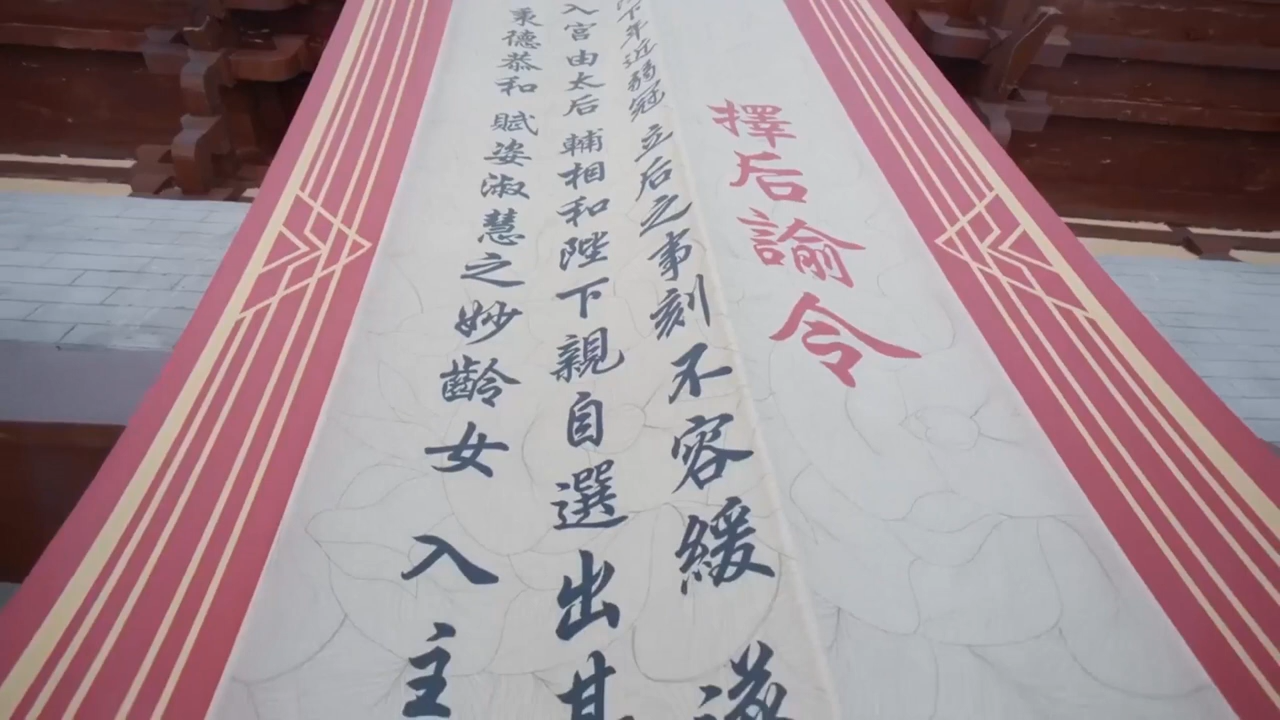 擇后諭令
下年近弱冠立后之事刻不容緩
入宮由太后輔相和陛下親自選出其
秉德恭和賦姿淑慧之妙齡女入主